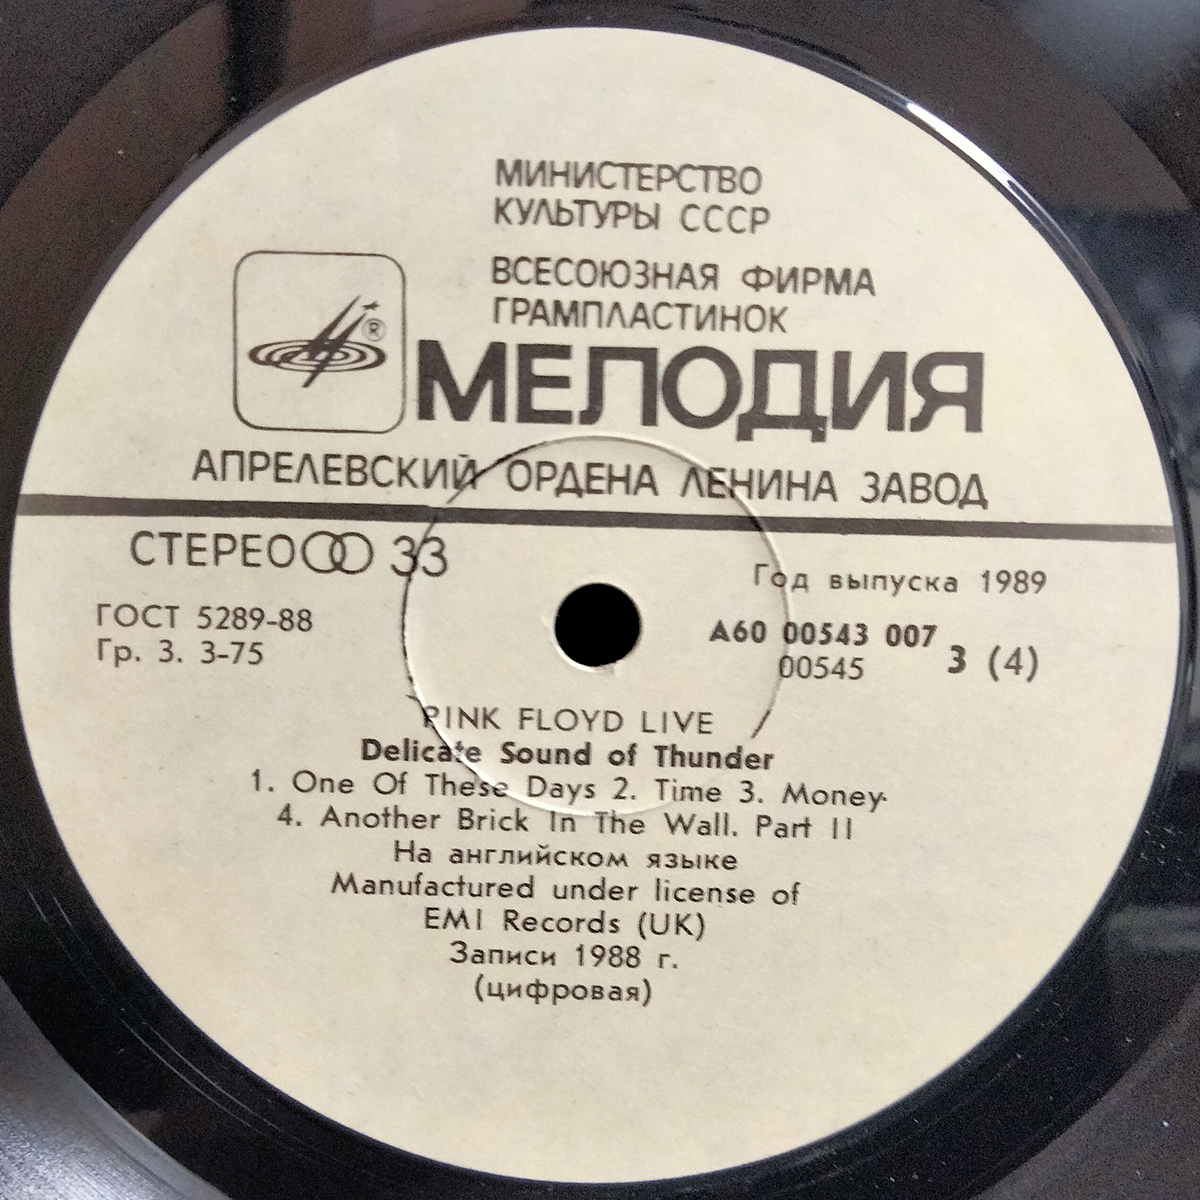 МИНИСТЕРСТВО
КУЛЬТУРЫ СССР
ВСЕСОЮЗНАЯ ФИРМА
ГРАМПЛАСТИНОК
®
МЕЛОДИЯ
АПРЕЛЕВСКИЙ ОРДЕНА ЛЕНИНА ЗАВОД
СТЕРЕО 33
Год выпуска 1989
ГОСТ 5289-88
Гр. 3. 3-75
А60 00543 007
00545
3 (4)
PINK FLOYD LIVE
Delicate Sound of Thunder
1. One Of These Days 2. Time 3. Money
4. Another Brick In The Wall. Part II
На английском языке
Manufactured under license of
EMI Records (UK)
Записи 1988 г.
(цифровая)